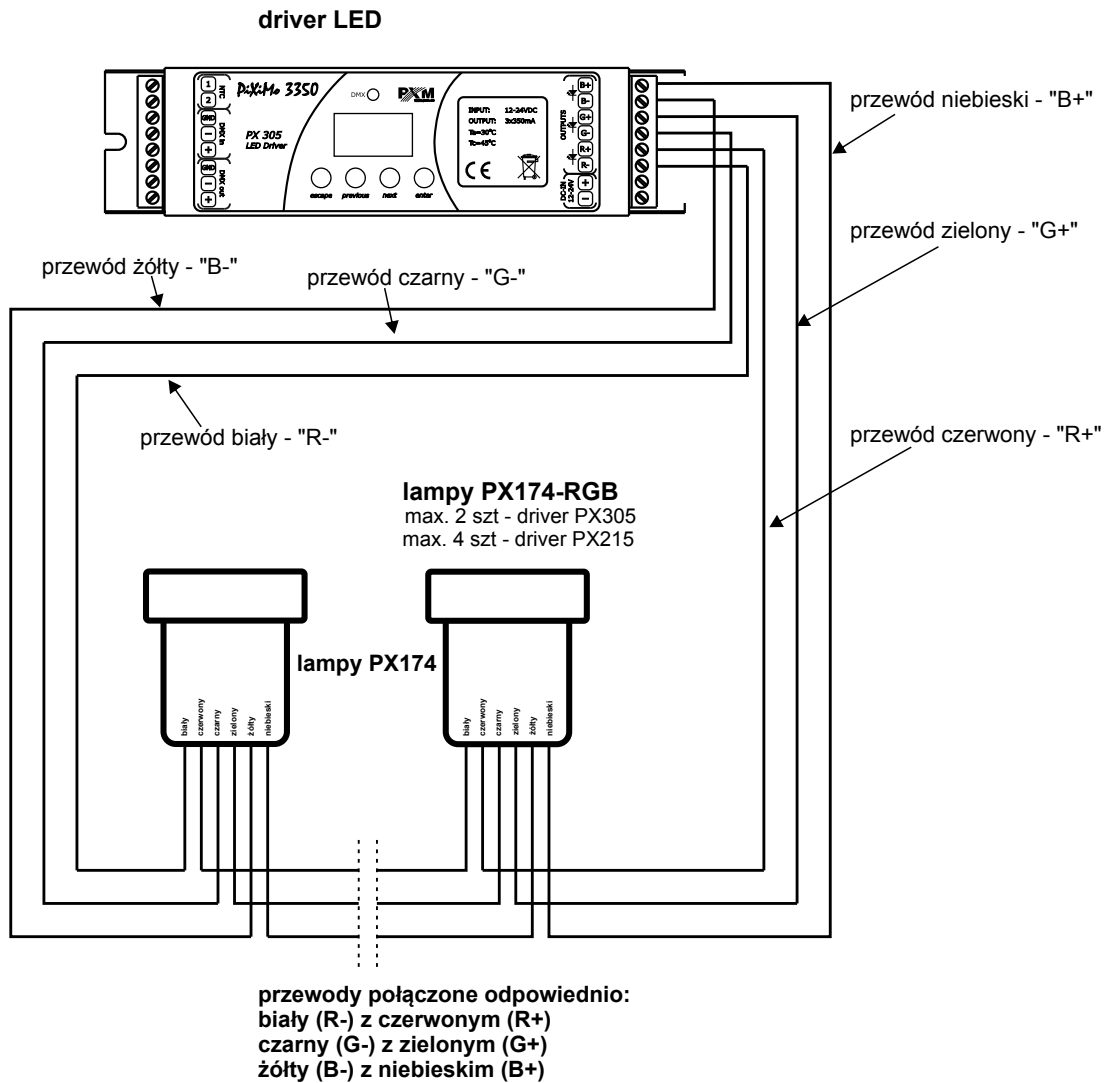 driver LED
1
2
NTC
GND
−
+
DMX in
GND
−
+
DMX out
PiXiMo 3350
PX 305
LED Driver
DMX
PXM
escape
previous
next
enter
INPUT: 12-24VDC
OUTPUT: 3x350mA
Ta=30°C
Tc=45°C
CE
OUTPUTS
B+
B-
G+
G-
R+
R-
DC-IN
12-24V
+
−
przewód niebieski - "B+"
przewód zielony - "G+"
przewód żółty - "B-"
przewód czarny - "G-"
przewód biały - "R-"
przewód czerwony - "R+"
lampy PX174-RGB
max. 2 szt - driver PX305
max. 4 szt - driver PX215
lampy PX174
biały
czerwony
czarny
zielony
żółty
niebieski
biały
czerwony
czarny
zielony
żółty
niebieski
przewody połączone odpowiednio:
biały (R-) z czerwonym (R+)
czarny (G-) z zielonym (G+)
żółty (B-) z niebieskim (B+)